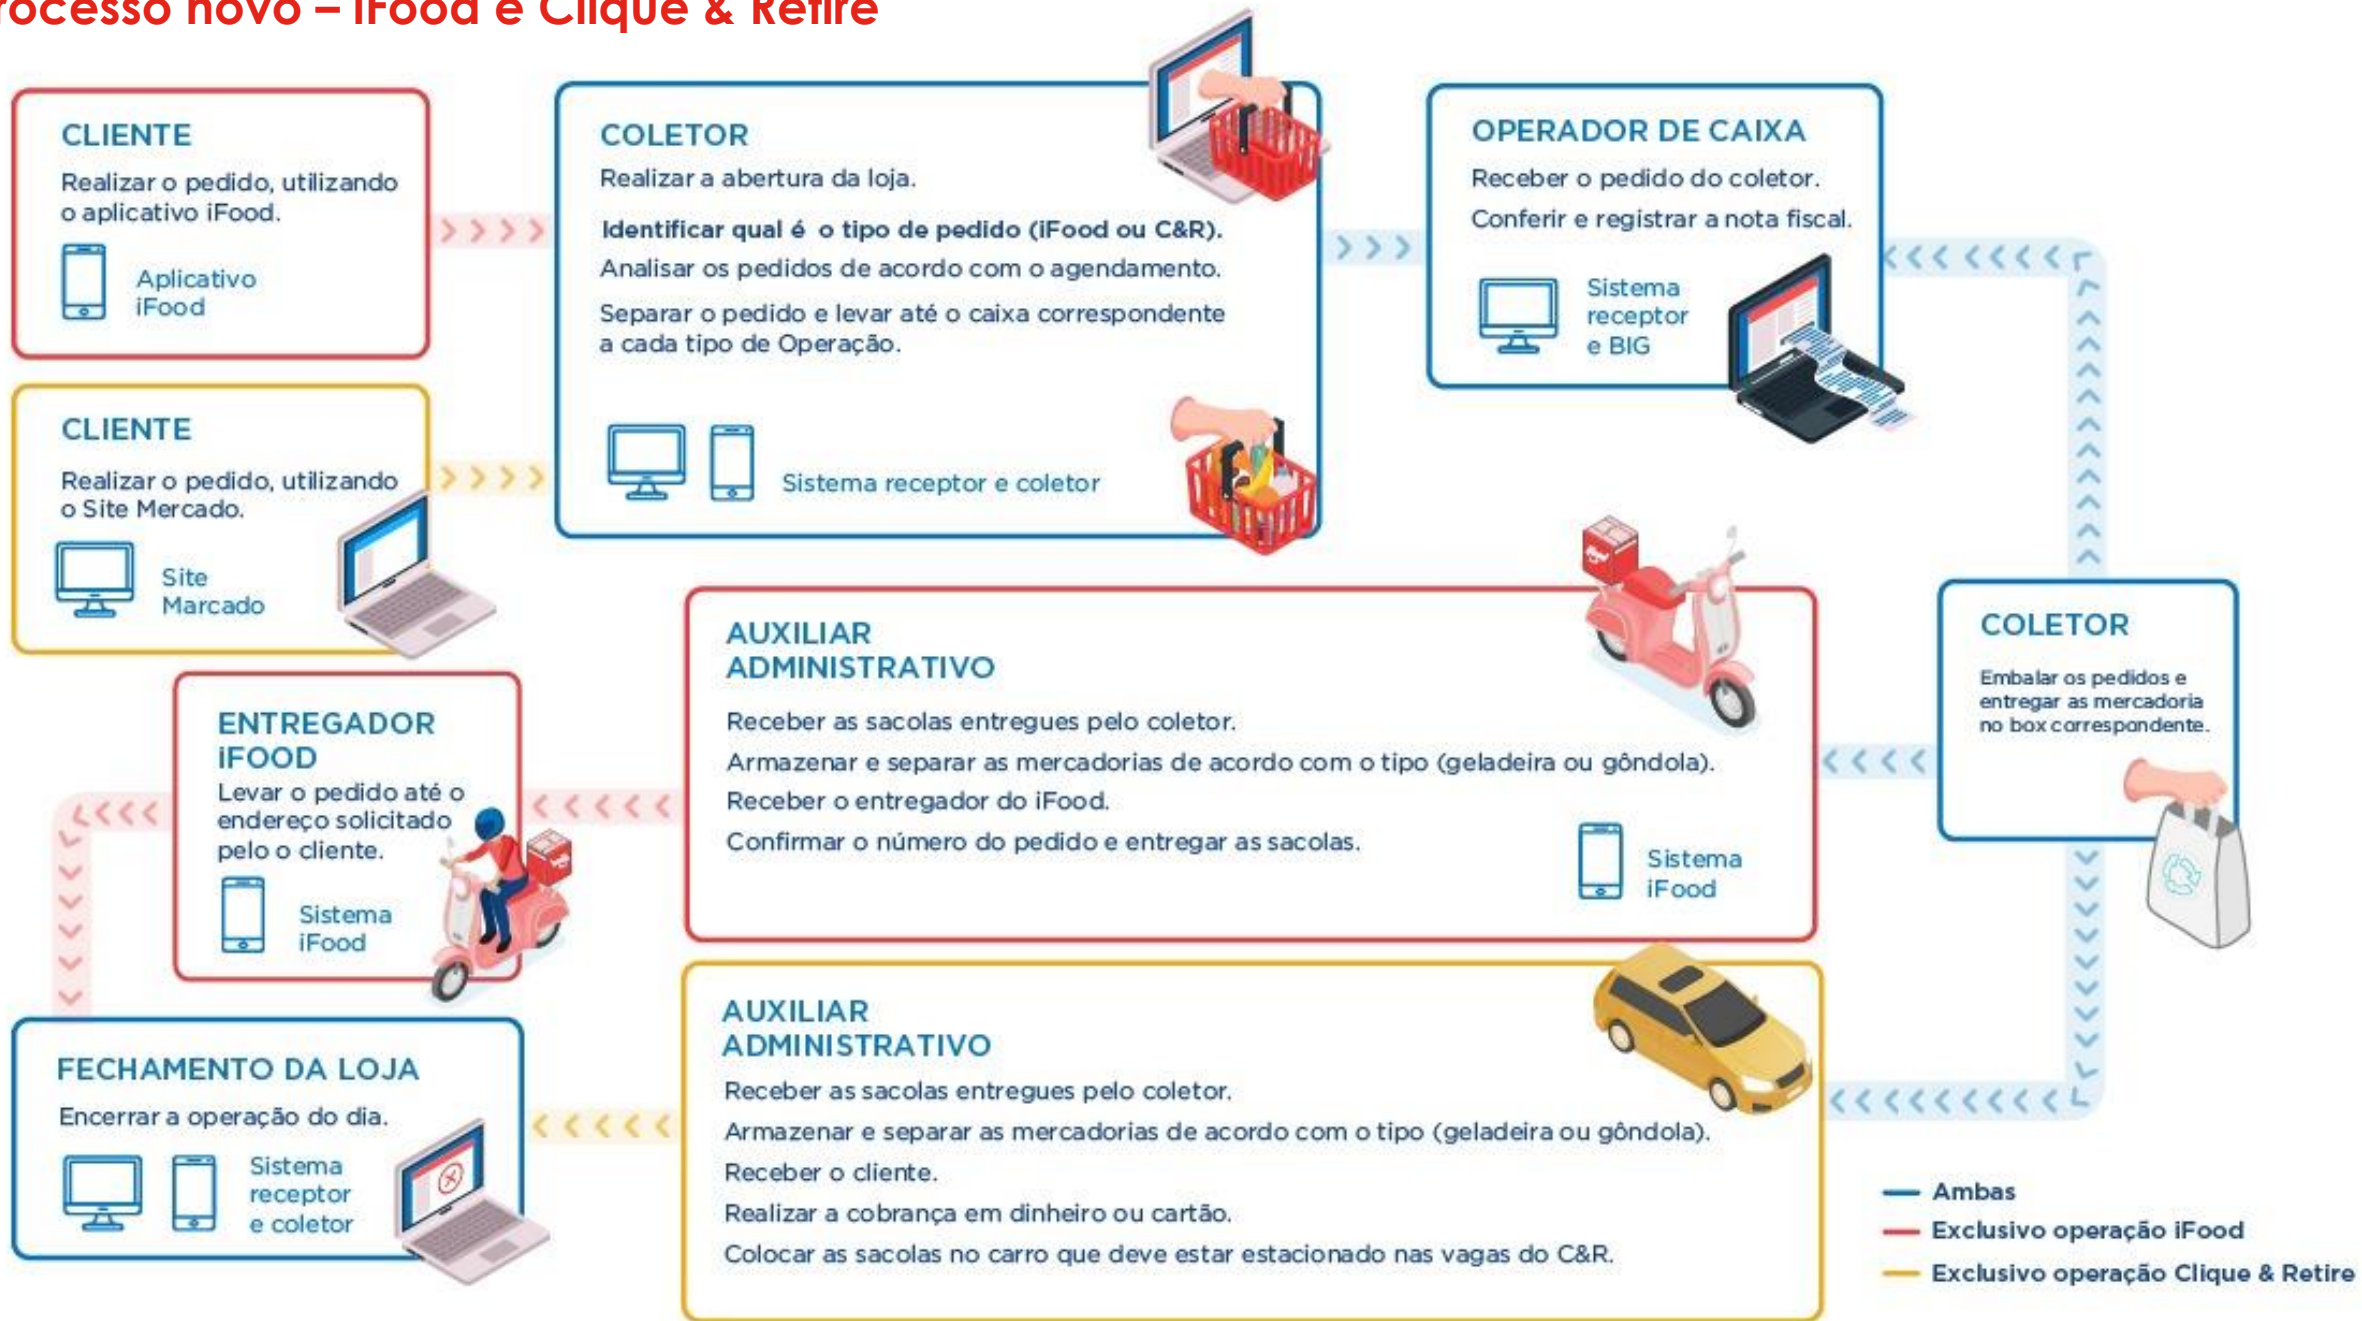 rocesso novo – iFood e Clique & Retire
CLIENTE
Realizar o pedido, utilizando
o aplicativo iFood.
Aplicativo
iFood
CLIENTE
Realizar o pedido, utilizando
o Site Mercado.
Site
Marcado
COLETOR
Realizar a abertura da loja.
Identificar qual é o tipo de pedido (iFood ou C&R).
Analisar os pedidos de acordo com o agendamento.
Separar o pedido e levar até o caixa correspondente
a cada tipo de Operação.
Sistema receptor e coletor
OPERADOR DE CAIXA
Receber o pedido do coletor.
Conferir e registrar a nota fiscal.
Sistema
receptor
e BIG
COLETOR
Embalar os pedidos e
entregar as mercadoria
no box correspondente.
AUXILIAR
ADMINISTRATIVO
Receber as sacolas entregues pelo coletor.
Armazenar e separar as mercadorias de acordo com o tipo (geladeira ou gôndola).
Receber o entregador do iFood.
Confirmar o número do pedido e entregar as sacolas.
Sistema
iFood
ENTREGADOR
iFOOD
Levar o pedido até o
endereço solicitado
pelo o cliente.
Sistema
iFood
AUXILIAR
ADMINISTRATIVO
Receber as sacolas entregues pelo coletor.
Armazenar e separar as mercadorias de acordo com o tipo (geladeira ou gôndola).
Receber o cliente.
Realizar a cobrança em dinheiro ou cartão.
Colocar as sacolas no carro que deve estar estacionado nas vagas do C&R.
FECHAMENTO DA LOJA
Encerrar a operação do dia.
Sistema
receptor
e coletor
Ambas
Exclusivo operação iFood
Exclusivo operação Clique & Retire